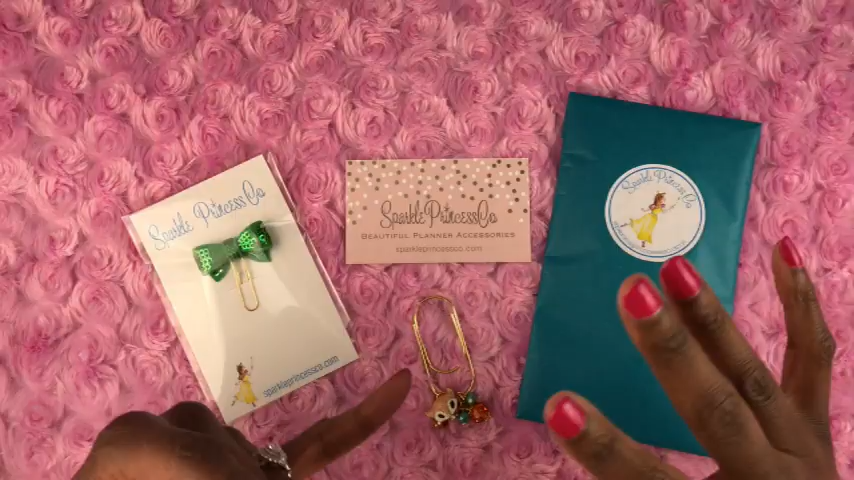 Sparkle Princess Co
sparkleprincessco.com
SparklePrincessCo
BEAUTIFUL PLANNER ACCESSORIES
sparkleprincessco.com
Sparkle Princess Co